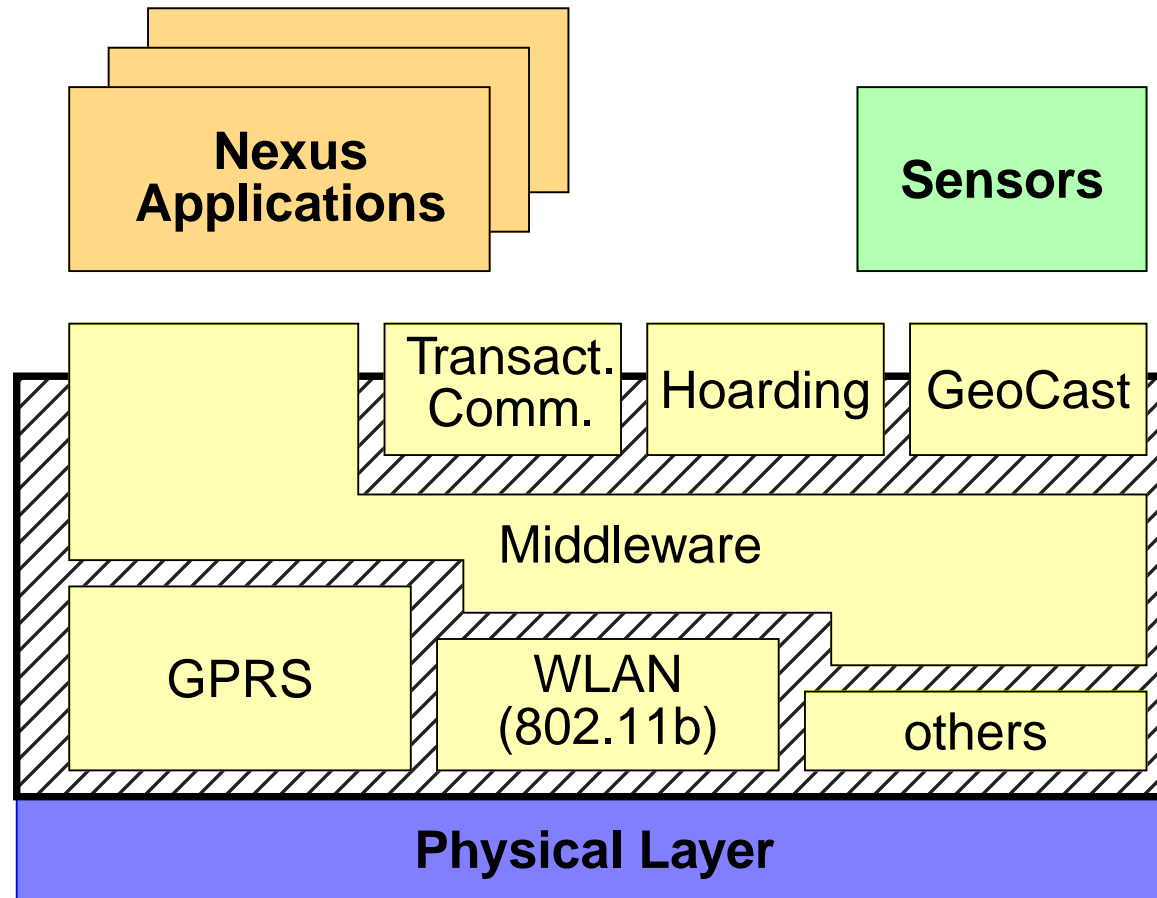 Nexus
Applications
Sensors
Transact.
Comm.
Hoarding
GeoCast
Middleware
GPRS
WLAN
(802.11b)
others
Physical Layer